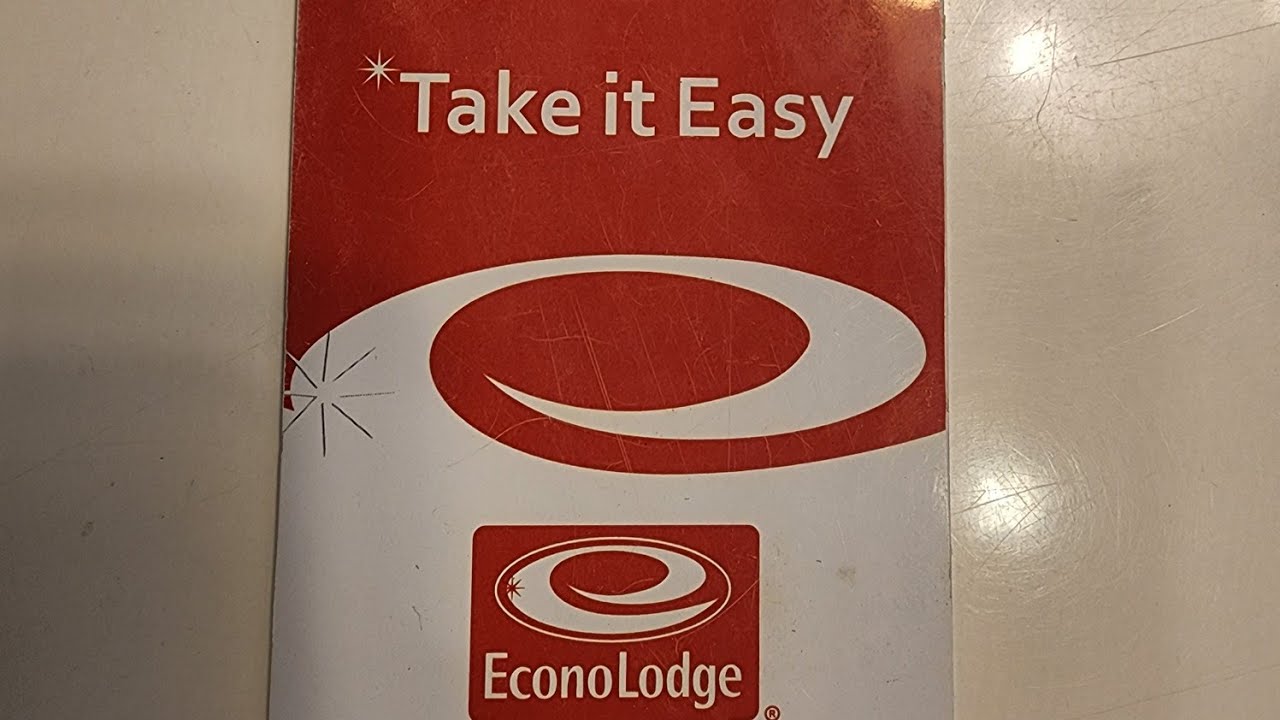 Take it Easy
EconoLodge
®